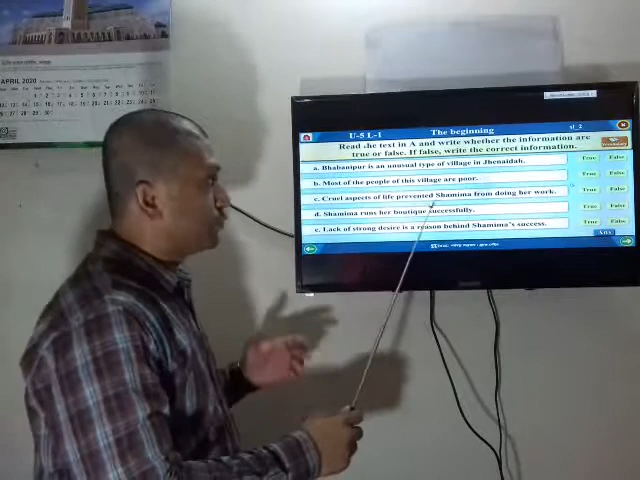 APRIL 2020
U-5 L-1
The beginning
sl_2
Read the text in A and write whether the information are
true or false. If false, write the correct information.
Vocabulary
a. Bhabanipur is an unusual type of village in Jhenaidah.
True False
b. Most of the people of this village are poor.
True False
c. Cruel aspects of life prevented Shamima from doing her work.
True False
d. Shamima runs her boutique successfully.
True False
e. Lack of strong desire is a reason behind Shamima's success.
True False
Ans